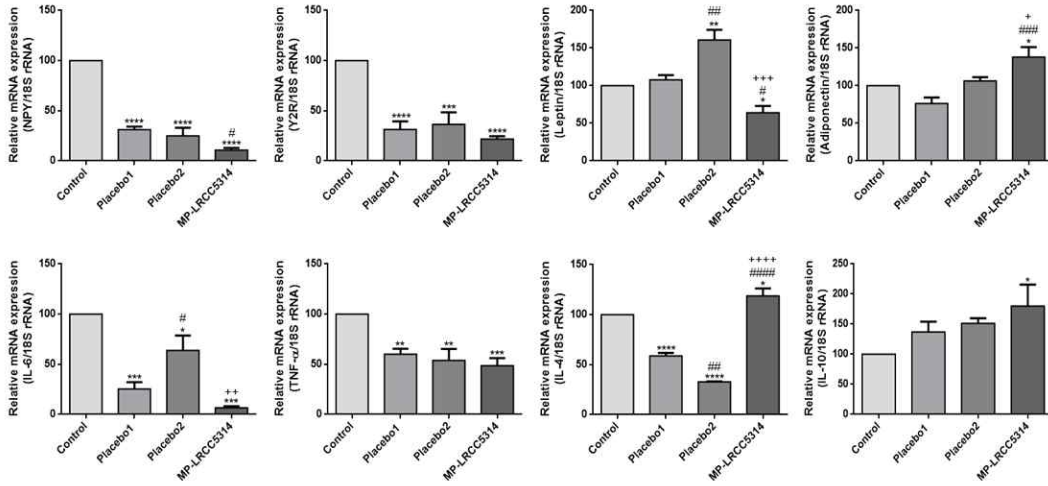 Relative mRNA expression
(NPY/18S rRNA)
150
100
50
0
****
****
#
****
Control
Placebo1
Placebo2
MP-LRCC5314
Relative mRNA expression
(Y2R/18S rRNA)
150
100
50
0
****
***
****
Control
Placebo1
Placebo2
MP-LRCC5314
Relative mRNA expression
(Leptin/18S rRNA)
200
150
100
50
0
##
**
+++
#
*
Control
Placebo1
Placebo2
MP-LRCC5314
Relative mRNA expression
(Adiponectin/18S rRNA)
200
150
100
50
0
+
###
*
Control
Placebo1
Placebo2
MP-LRCC5314
Relative mRNA expression
(IL-6/18S rRNA)
150
100
50
0
***
#
*
++
***
Control
Placebo1
Placebo2
MP-LRCC5314
Relative mRNA expression
(TNF-α/18S rRNA)
150
100
50
0
**
**
***
Control
Placebo1
Placebo2
MP-LRCC5314
Relative mRNA expression
(IL-4/18S rRNA)
150
100
50
0
****
##
****
++++
####
*
Control
Placebo1
Placebo2
MP-LRCC5314
Relative mRNA expression
(IL-10/18S rRNA)
250
200
150
100
50
0
*
Control
Placebo1
Placebo2
MP-LRCC5314